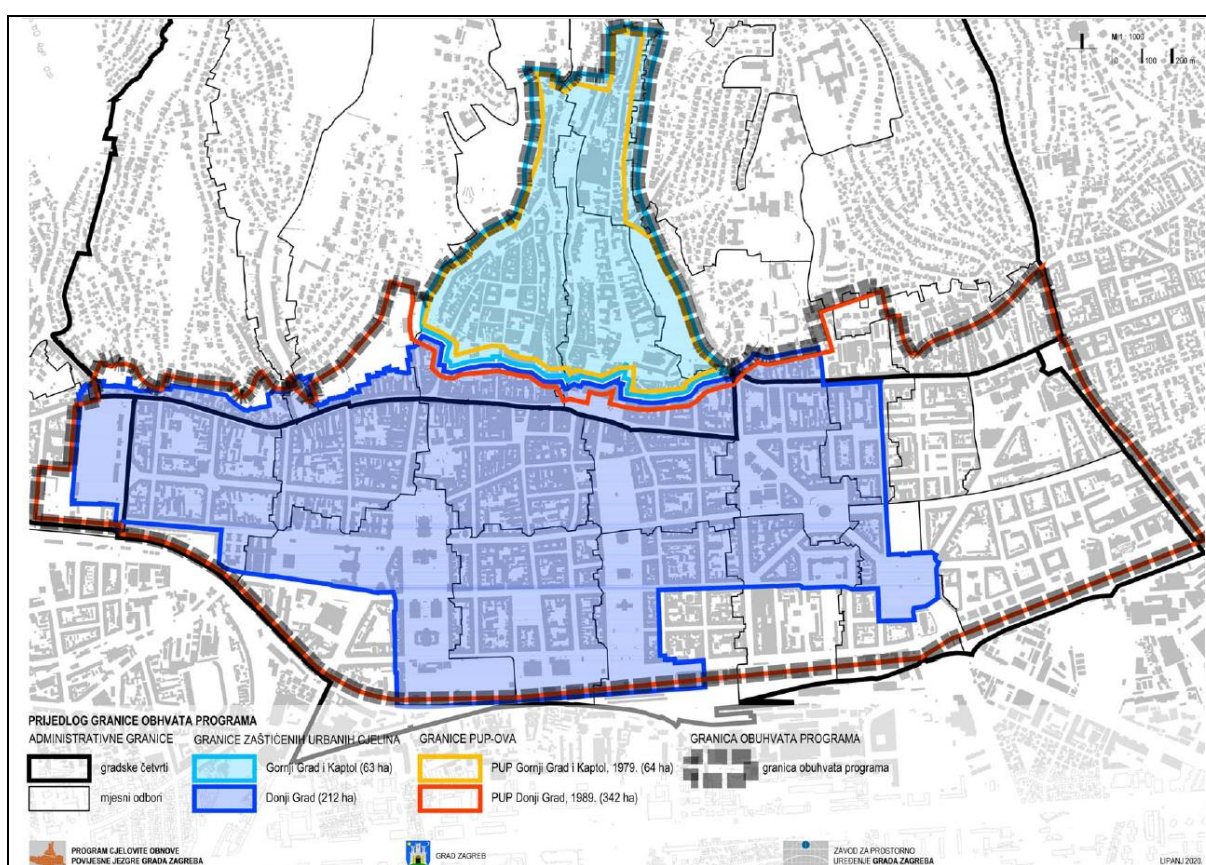 M 1 : 1000
0 100 200 m
PRIJEDLOG GRANICE OBHVATA PROGRAMA
ADMINISTRATIVNE GRANICE
gradske četvrti
mjesni odbori
GRANICE ZAŠTIĆENIH URBANIH CJELINA
Gornji Grad i Kaptol (63 ha)
Donji Grad (212 ha)
GRANICE PUP-OVA
PUP Gornji Grad i Kaptol, 1979. (64 ha)
PUP Donji Grad, 1989. (342 ha)
GRANICA OBUHVATA PROGRAMA
granica obuhvata programa
PROGRAM CJELOVITE OBNOVE
POVIJESNE JEZGRE GRADA ZAGREBA
GRAD ZAGREB
ZAVOD ZA PROSTORNO
UREĐENJE GRADA ZAGREBA
LIPANJ 2020.